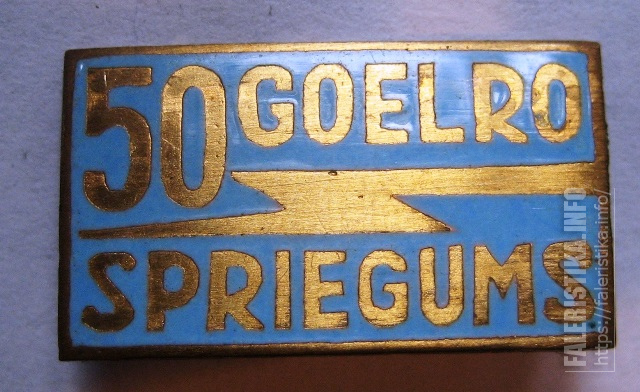 50 GOELRO
SPRIEGUMS
FALERISTIKA.INFO
https://faleristika.info/